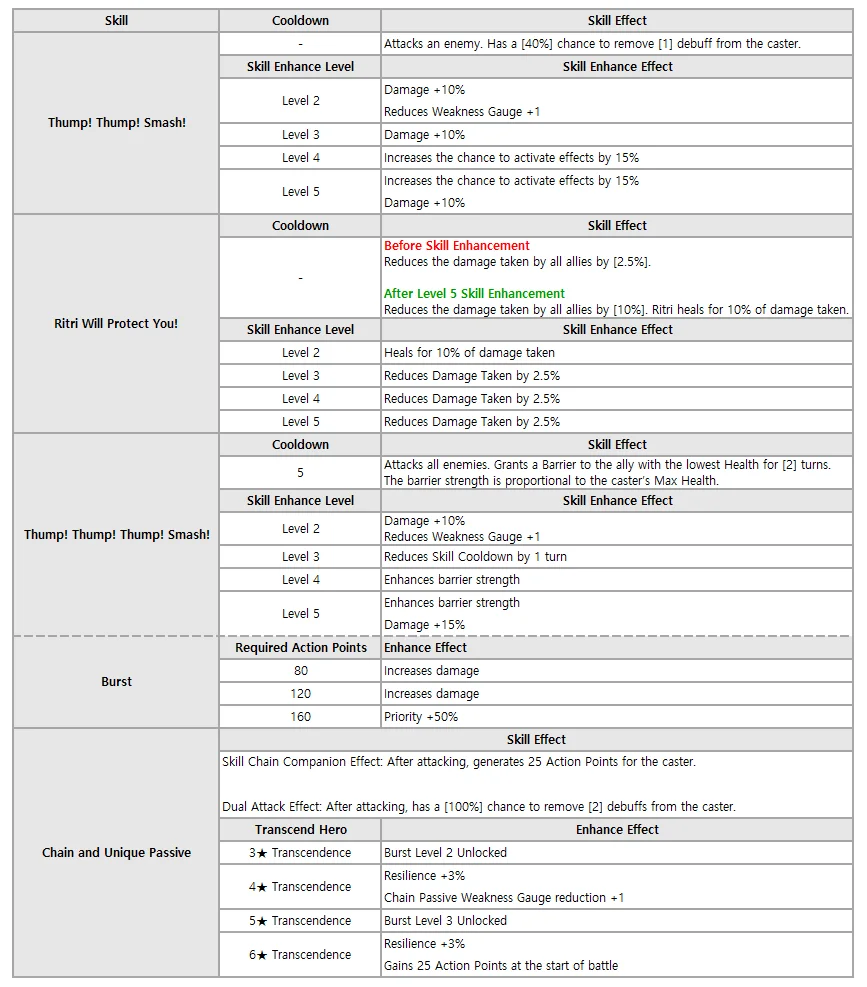 Skill Cooldown Skill Effect
Thump! Thump! Smash!
- Attacks an enemy. Has a [40%] chance to remove [1] debuff from the caster.
Skill Enhance Level Skill Enhance Effect
Level 2
Damage +10%
Reduces Weakness Gauge +1
Level 3 Damage +10%
Level 4 Increases the chance to activate effects by 15%
Level 5
Increases the chance to activate effects by 15%
Damage +10%
Ritri Will Protect You!
Cooldown Skill Effect
-
Before Skill Enhancement
Reduces the damage taken by all allies by [2.5%].
After Level 5 Skill Enhancement
Reduces the damage taken by all allies by [10%]. Ritri heals for 10% of damage taken.
Skill Enhance Level Skill Enhance Effect
Level 2 Heals for 10% of damage taken
Level 3 Reduces Damage Taken by 2.5%
Level 4 Reduces Damage Taken by 2.5%
Level 5 Reduces Damage Taken by 2.5%
Thump! Thump! Thump! Smash!
Cooldown Skill Effect
5
Attacks all enemies. Grants a Barrier to the ally with the lowest Health for [2] turns.
The barrier strength is proportional to the caster's Max Health.
Skill Enhance Level Skill Enhance Effect
Level 2
Damage +10%
Reduces Weakness Gauge +1
Level 3 Reduces Skill Cooldown by 1 turn
Level 4 Enhances barrier strength
Level 5
Enhances barrier strength
Damage +15%
Burst
Required Action Points Enhance Effect
80 Increases damage
120 Increases damage
160 Priority +50%
Chain and Unique Passive
Skill Effect
Skill Chain Companion Effect: After attacking, generates 25 Action Points for the caster.
Dual Attack Effect: After attacking, has a [100%] chance to remove [2] debuffs from the caster.
Transcend Hero Enhance Effect
3★ Transcendence Burst Level 2 Unlocked
4★ Transcendence
Resilience +3%
Chain Passive Weakness Gauge reduction +1
5★ Transcendence Burst Level 3 Unlocked
6★ Transcendence
Resilience +3%
Gains 25 Action Points at the start of battle